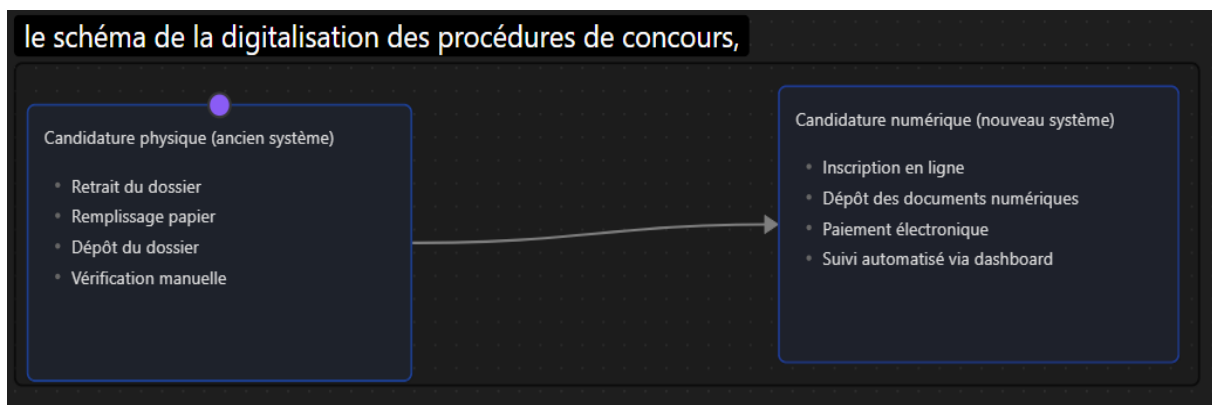 le schéma de la digitalisation des procédures de concours,
Candidature physique (ancien système)
• Retrait du dossier
• Remplissage papier
• Dépôt du dossier
• Vérification manuelle
Candidature numérique (nouveau système)
• Inscription en ligne
• Dépôt des documents numériques
• Paiement électronique
• Suivi automatisé via dashboard